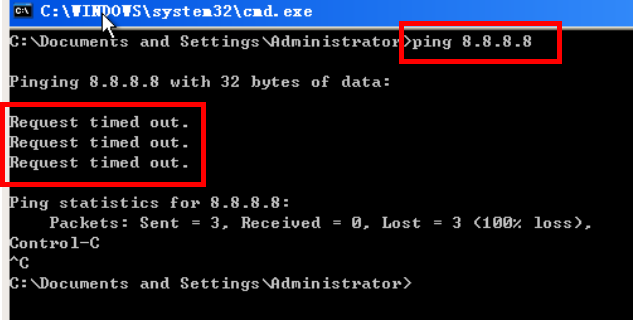 C:\WINDOWS\system32\cmd.exe
C:\Documents and Settings\Administrator>ping 8.8.8.8
Pinging 8.8.8.8 with 32 bytes of data:
Request timed out.
Request timed out.
Request timed out.
Ping statistics for 8.8.8.8:
    Packets: Sent = 3, Received = 0, Lost = 3 (100% loss),
Control-C
^C
C:\Documents and Settings\Administrator>